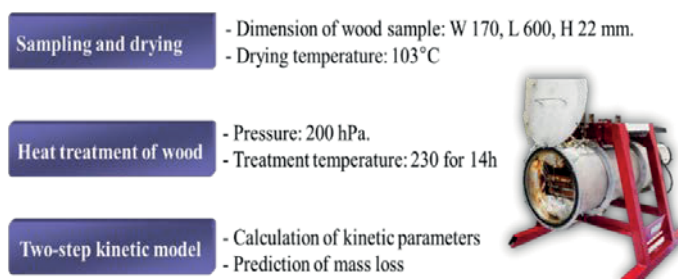 Sampling and drying
- Dimension of wood sample: W 170, L 600, H 22 mm.
- Drying temperature: 103°C
Heat treatment of wood
- Pressure: 200 hPa.
- Treatment temperature: 230 for 14h
Two-step kinetic model
- Calculation of kinetic parameters
- Prediction of mass loss